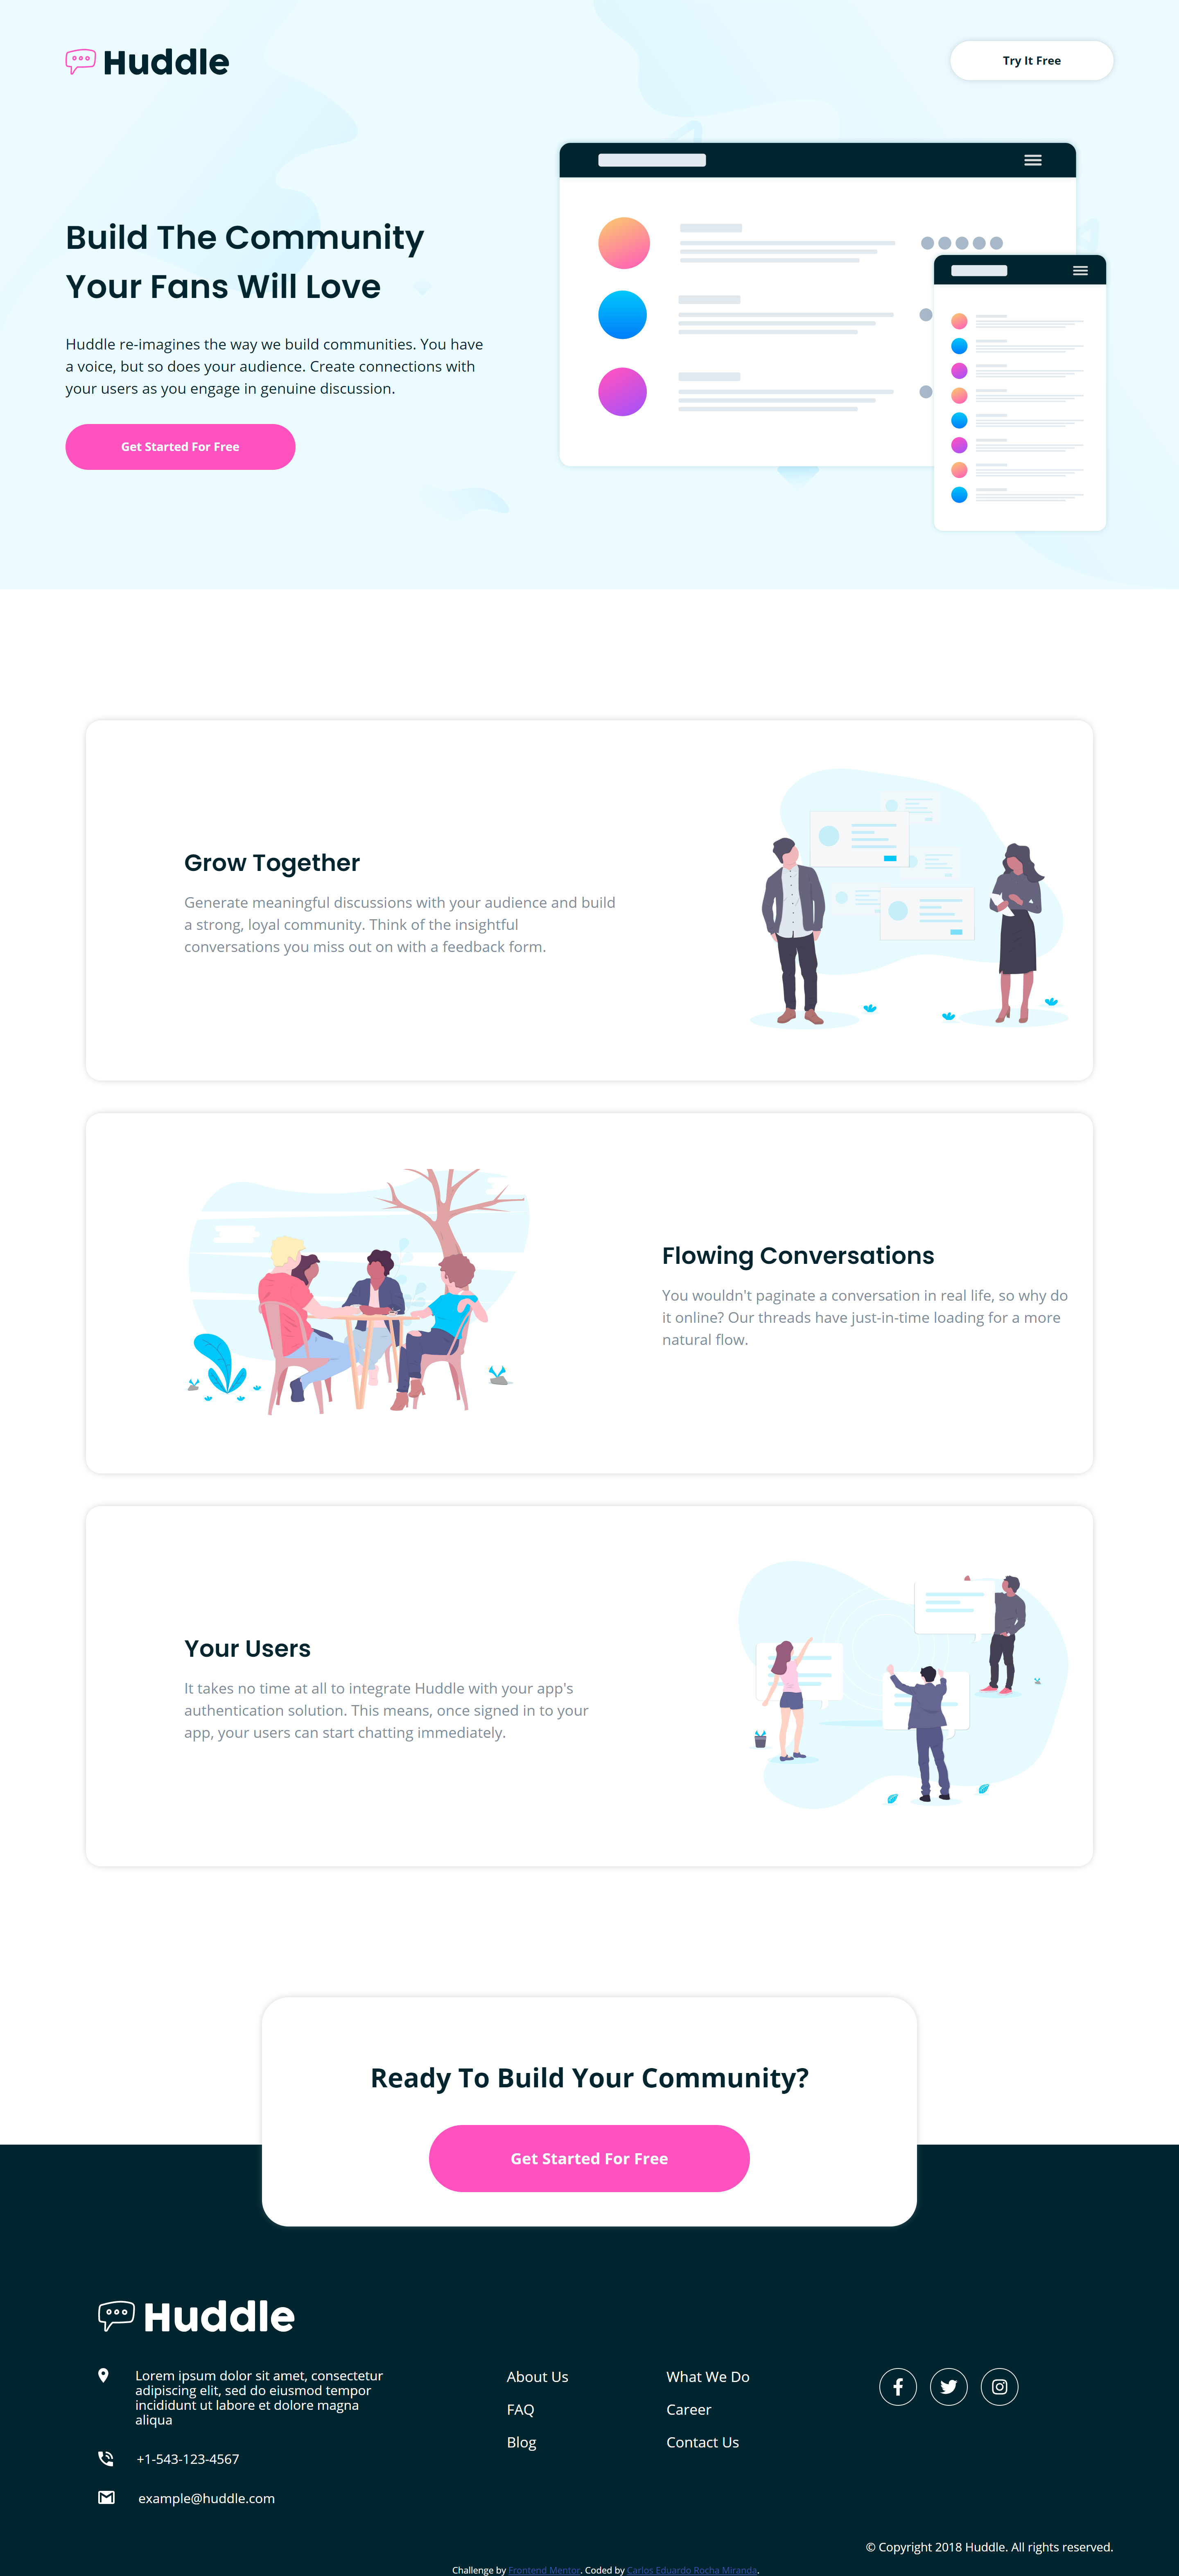 Huddle
Try It Free
Build The Community
Your Fans Will Love
Huddle re-imagines the way we build communities. You have
a voice, but so does your audience. Create connections with
your users as you engage in genuine discussion.
Get Started For Free
Grow Together
Generate meaningful discussions with your audience and build
a strong, loyal community. Think of the insightful
conversations you miss out on with a feedback form.
Flowing Conversations
You wouldn't paginate a conversation in real life, so why do
it online? Our threads have just-in-time loading for a more
natural flow.
Your Users
It takes no time at all to integrate Huddle with your app's
authentication solution. This means, once signed in to your
app, your users can start chatting immediately.
Ready To Build Your Community?
Get Started For Free
Huddle
Lorem ipsum dolor sit amet, consectetur
adipiscing elit, sed do eiusmod tempor
incididunt ut labore et dolore magna
aliqua
+1-543-123-4567
example@huddle.com
About Us
FAQ
Blog
What We Do
Career
Contact Us
© Copyright 2018 Huddle. All rights reserved.
Challenge by Frontend Mentor. Coded by Carlos Eduardo Rocha Miranda.